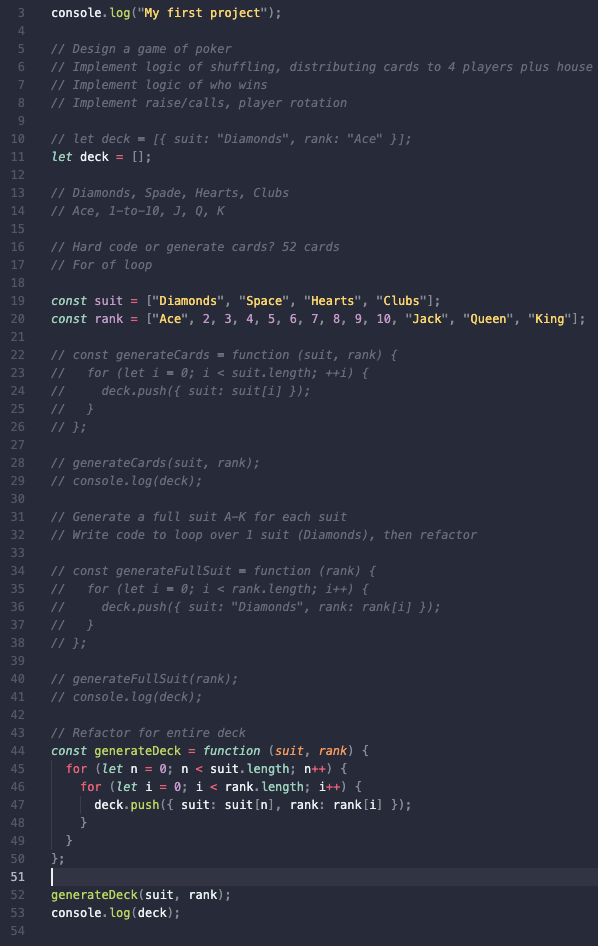 3 console.log("My first project");
4
5 // Design a game of poker
6 // Implement logic of shuffling, distributing cards to 4 players plus house
7 // Implement logic of who wins
8 // Implement raise/calls, player rotation
9
10 // let deck = [{ suit: "Diamonds", rank: "Ace" }];
11 let deck = [];
12
13 // Diamonds, Spade, Hearts, Clubs
14 // Ace, 1-to-10, J, Q, K
15
16 // Hard code or generate cards? 52 cards
17 // For of loop
18
19 const suit = ["Diamonds", "Space", "Hearts", "Clubs"];
20 const rank = ["Ace", 2, 3, 4, 5, 6, 7, 8, 9, 10, "Jack", "Queen", "King"];
21
22 // const generateCards = function (suit, rank) {
23 //   for (let i = 0; i < suit.length; ++i) {
24 //     deck.push({ suit: suit[i] });
25 //   }
26 // };
27
28 // generateCards(suit, rank);
29 // console.log(deck);
30
31 // Generate a full suit A-K for each suit
32 // Write code to loop over 1 suit (Diamonds), then refactor
33
34 // const generateFullSuit = function (rank) {
35 //   for (let i = 0; i < rank.length; i++) {
36 //     deck.push({ suit: "Diamonds", rank: rank[i] });
37 //   }
38 // };
39
40 // generateFullSuit(rank);
41 // console.log(deck);
42
43 // Refactor for entire deck
44 const generateDeck = function (suit, rank) {
45   for (let n = 0; n < suit.length; n++) {
46     for (let i = 0; i < rank.length; i++) {
47       deck.push({ suit: suit[n], rank: rank[i] });
48     }
49   }
50 };
51
52 generateDeck(suit, rank);
53 console.log(deck);
54